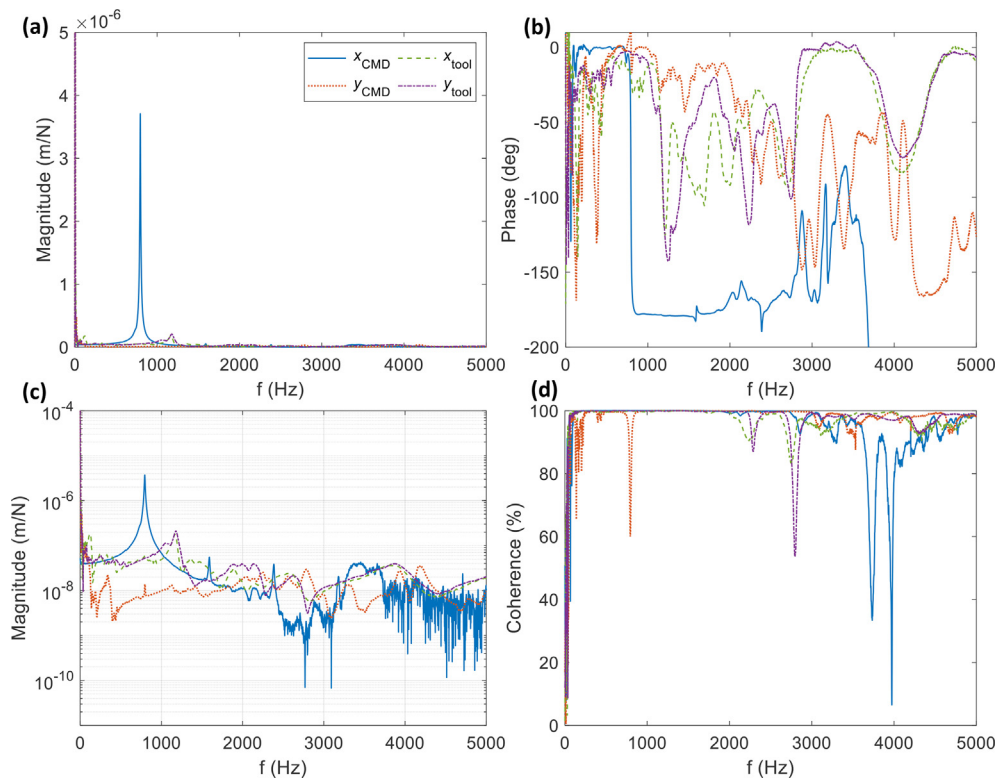 (a)
×10⁻⁶
5
4
3
2
1
0
Magnitude (m/N)
0 1000 2000 3000 4000 5000
f (Hz)
x_CMD x_tool
y_CMD y_tool
(b)
0
-50
-100
-150
-200
Phase (deg)
0 1000 2000 3000 4000 5000
f (Hz)
(c)
10⁻⁴
10⁻⁶
10⁻⁸
10⁻¹⁰
Magnitude (m/N)
0 1000 2000 3000 4000 5000
f (Hz)
(d)
100
80
60
40
20
0
Coherence (%)
0 1000 2000 3000 4000 5000
f (Hz)